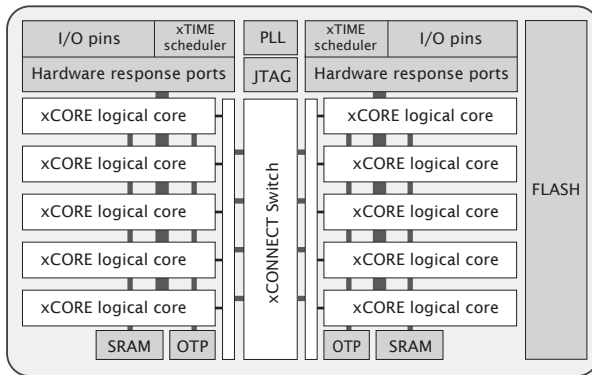 I/O pins
xTIME
scheduler
PLL
xTIME
scheduler
I/O pins
Hardware response ports
JTAG
Hardware response ports
xCORE logical core
xCORE logical core
xCORE logical core
xCORE logical core
xCORE logical core
xCONNECT Switch
xCORE logical core
xCORE logical core
xCORE logical core
xCORE logical core
xCORE logical core
FLASH
SRAM
OTP
OTP
SRAM